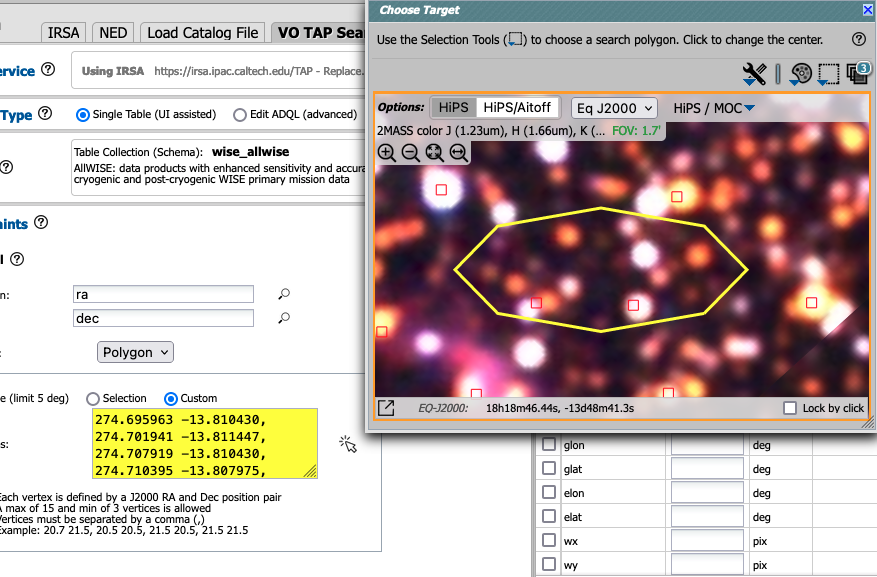 Choose Target
IRSA NED Load Catalog File VO TAP Sea
Use the Selection Tools ( ) to choose a search polygon. Click to change the center.
ervice Using IRSA https://irsa.ipac.caltech.edu/TAP - Replace.
3
Type Single Table (UI assisted) Edit ADQL (advanced)
Options: HiPS HiPS/Aitoff Eq J2000 HiPS / MOC
2MASS color J (1.23um), H (1.66um), K (... FOV: 1.7'
Table Collection (Schema): wise_allwise
AllWISE: data products with enhanced sensitivity and accura
cryogenic and post-cryogenic WISE primary mission data
aints
l
n: ra
dec
: Polygon
e (limit 5 deg) Selection Custom
s: 274.695963 -13.810430,
274.701941 -13.811447,
274.707919 -13.810430,
274.710395 -13.807975,
EQ-J2000: 18h18m46.44s, -13d48m41.3s Lock by click
Each vertex is defined by a J2000 RA and Dec position pair
A max of 15 and min of 3 vertices is allowed
Vertices must be separated by a comma (,)
Example: 20.7 21.5, 20.5 20.5, 21.5 20.5, 21.5 21.5
glon deg
glat deg
elon deg
elat deg
wx pix
wy pix